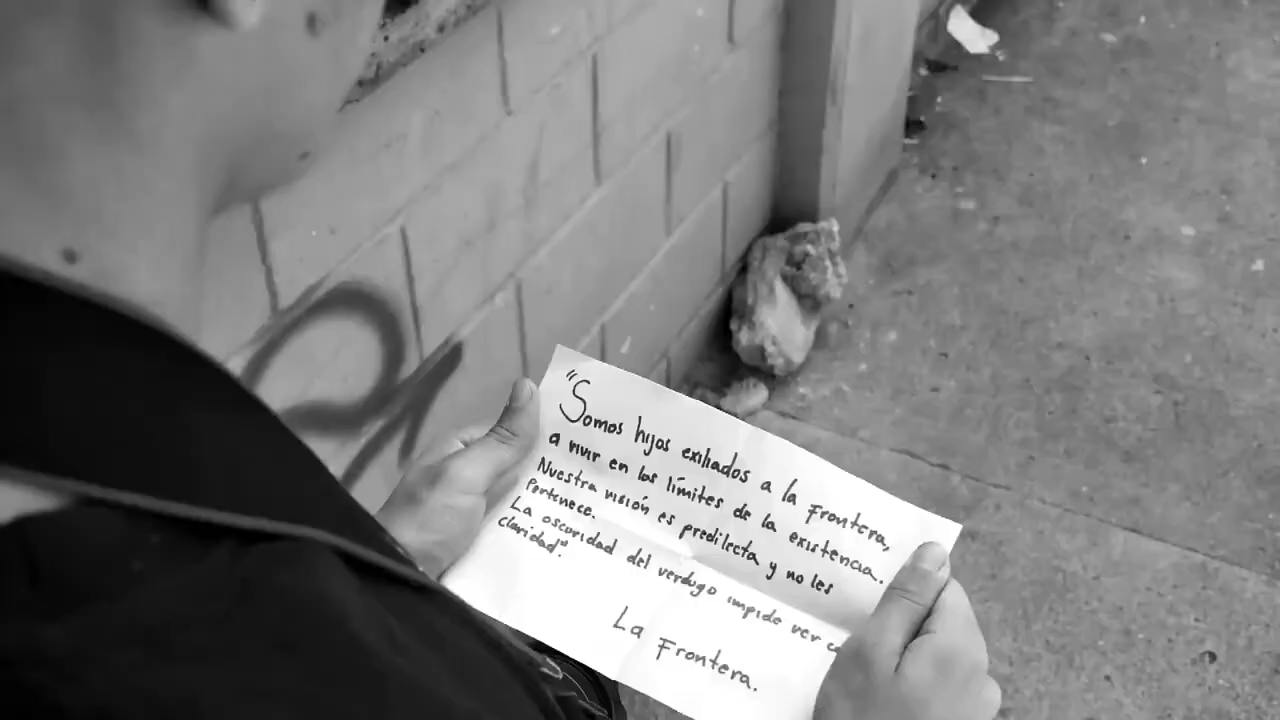 "Somos hijos exiliados a la Frontera,
a vivir en los límites de la existencia.
Nuestra visión es predilecta y no les
pertenece.
La oscuridad del verdugo impide ver
claridad".
La Frontera.